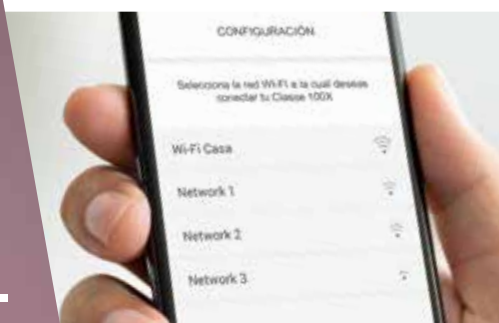 CONFIGURACIÓN
Selecciona la red Wi-Fi a la cual deseas
conectar tu Classe 100X
Wi-Fi Casa
Network 1
Network 2
Network 3